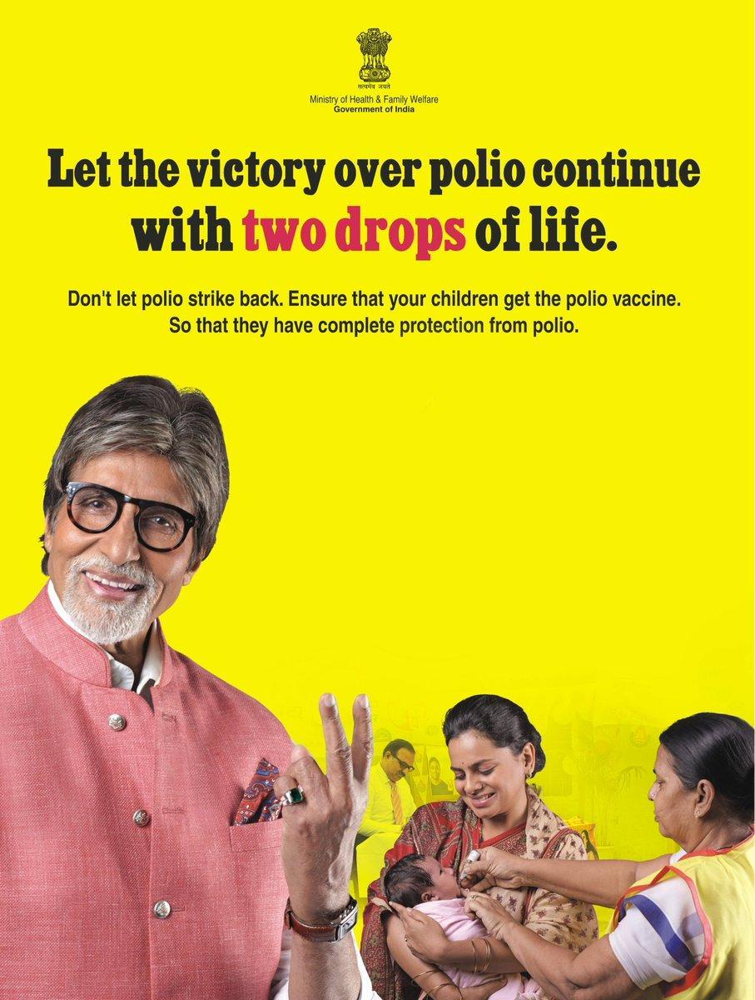 सत्यमेव जयते
Ministry of Health & Family Welfare
Government of India
Let the victory over polio continue
with two drops of life.
Don't let polio strike back. Ensure that your children get the polio vaccine.
So that they have complete protection from polio.